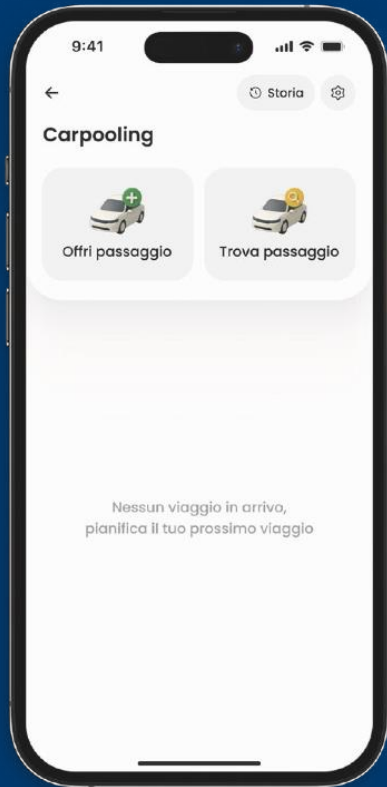 9:41
Storia
Carpooling
Offri passaggio
Trova passaggio
Nessun viaggio in arrivo,
pianifica il tuo prossimo viaggio